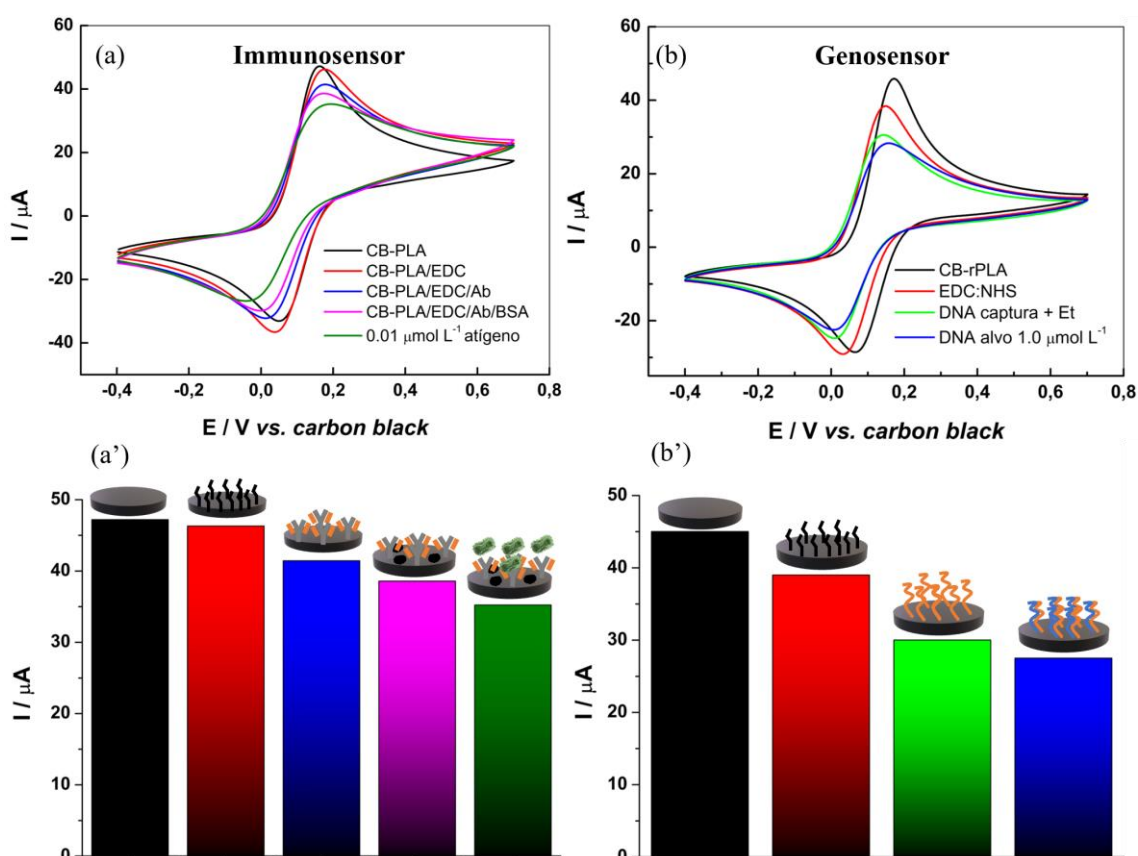 (a) Immunosensor
60
40
20
0
-20
-40
I / µA
CB-PLA
CB-PLA/EDC
CB-PLA/EDC/Ab
CB-PLA/EDC/Ab/BSA
0.01 µmol L⁻¹ atígeno
-0,4 -0,2 0,0 0,2 0,4 0,6 0,8
E / V vs. carbon black
(b) Genosensor
60
40
20
0
-20
I / µA
CB-rPLA
EDC:NHS
DNA captura + Et
DNA alvo 1.0 µmol L⁻¹
-0,4 -0,2 0,0 0,2 0,4 0,6 0,8
E / V vs. carbon black
(a')
50
40
30
20
10
0
I / µA
(b')
50
40
30
20
10
0
I / µA